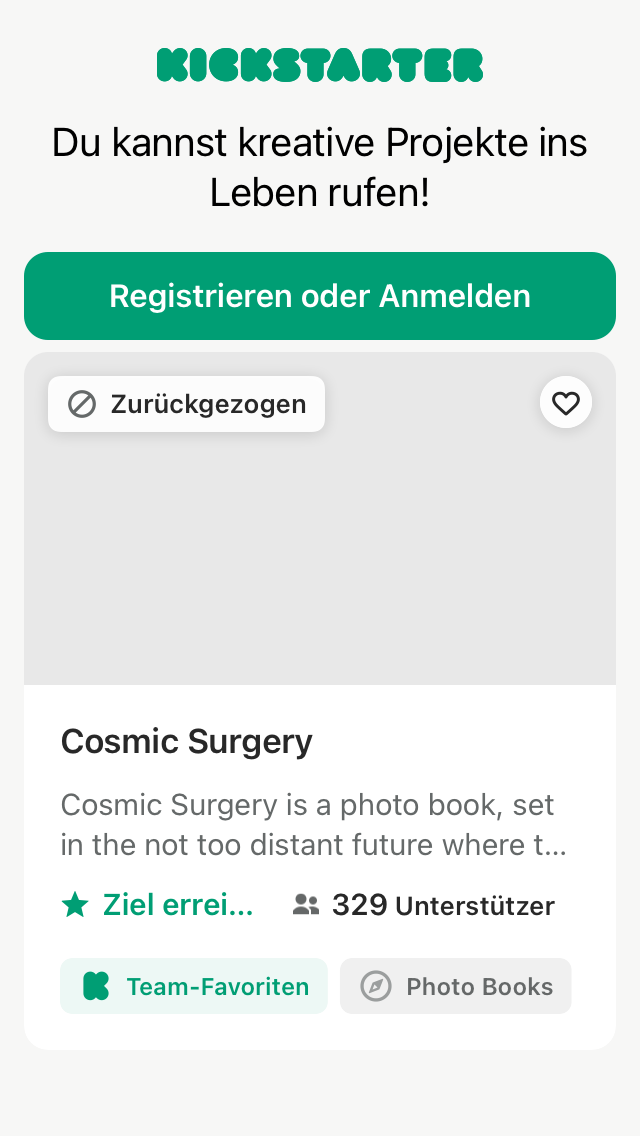 KICKSTARTER
Du kannst kreative Projekte ins
Leben rufen!
Registrieren oder Anmelden
Zurückgezogen
Cosmic Surgery
Cosmic Surgery is a photo book, set
in the not too distant future where t...
Ziel errei... 329 Unterstützer
Team-Favoriten Photo Books